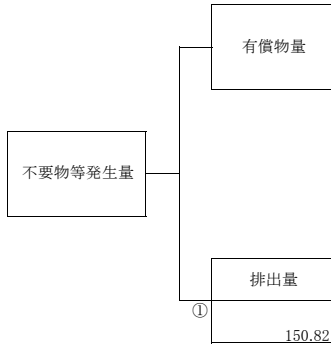 有償物量
不要物等発生量
排出量
①
150.82